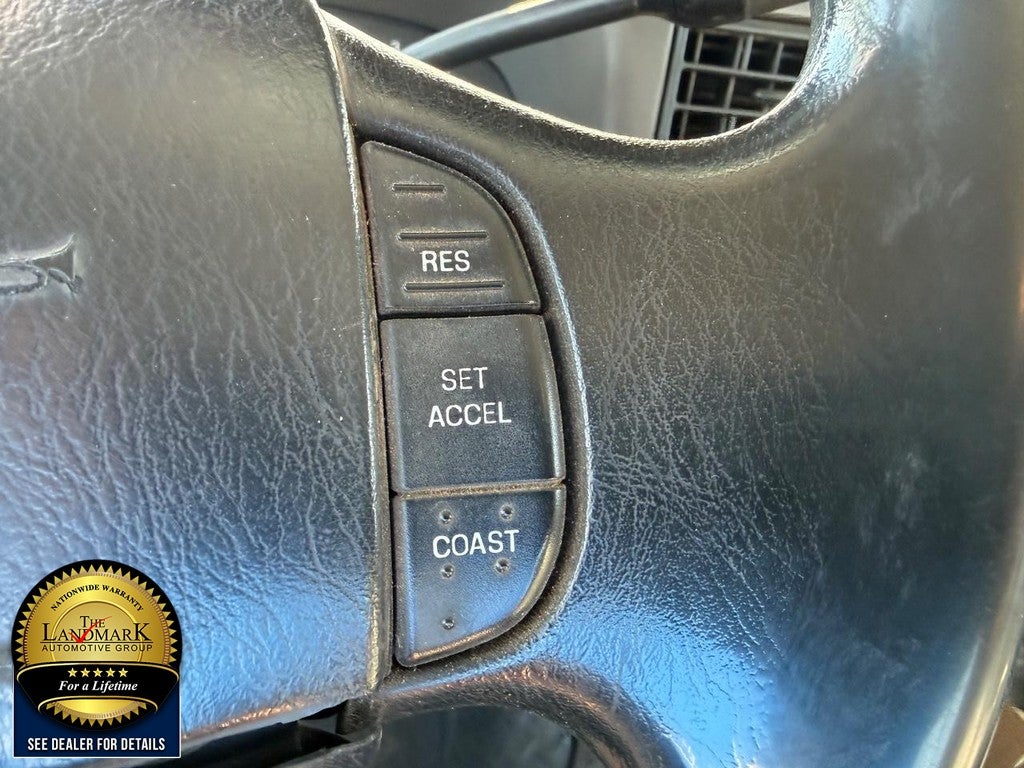 RES
SET
ACCEL
COAST
NATIONWIDE WARRANTY
THE
LANDMARK
AUTOMOTIVE GROUP
For a Lifetime
SEE DEALER FOR DETAILS